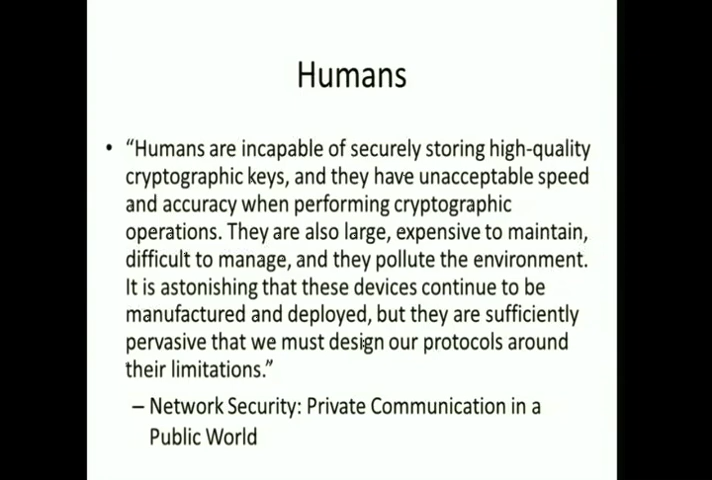 Humans
• “Humans are incapable of securely storing high-quality
cryptographic keys, and they have unacceptable speed
and accuracy when performing cryptographic
operations. They are also large, expensive to maintain,
difficult to manage, and they pollute the environment.
It is astonishing that these devices continue to be
manufactured and deployed, but they are sufficiently
pervasive that we must design our protocols around
their limitations.”
– Network Security: Private Communication in a
Public World